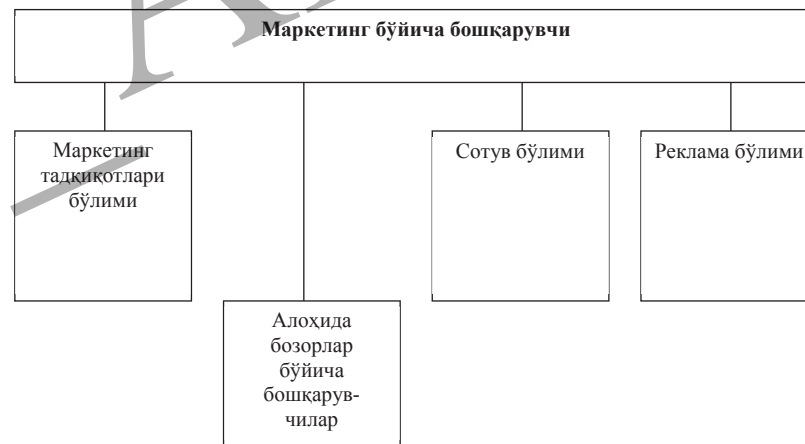 Маркетинг бўйича бошқарувчи
Маркетинг
тадқиқотлари
бўлими
Сотув бўлими
Реклама бўлими
Алоҳида
бозорлар
бўйича
бошқарув-
чилар